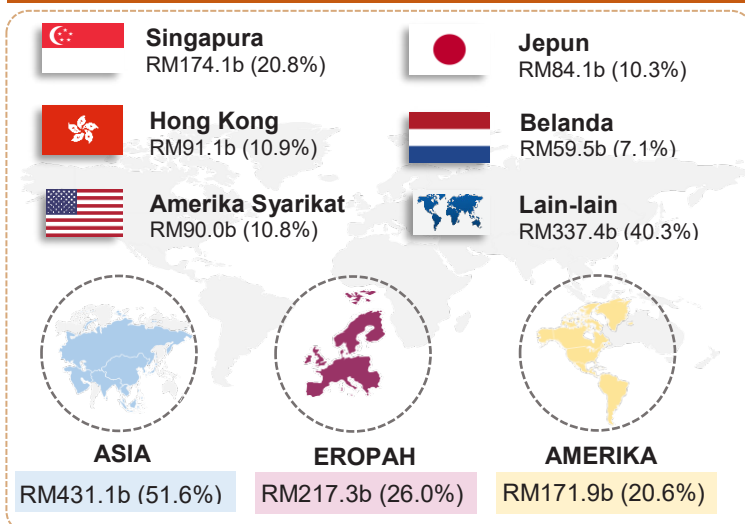 Singapura
RM174.1b (20.8%)
Jepun
RM84.1b (10.3%)
Hong Kong
RM91.1b (10.9%)
Belanda
RM59.5b (7.1%)
Amerika Syarikat
RM90.0b (10.8%)
Lain-lain
RM337.4b (40.3%)
ASIA
RM431.1b (51.6%)
EROPAH
RM217.3b (26.0%)
AMERIKA
RM171.9b (20.6%)